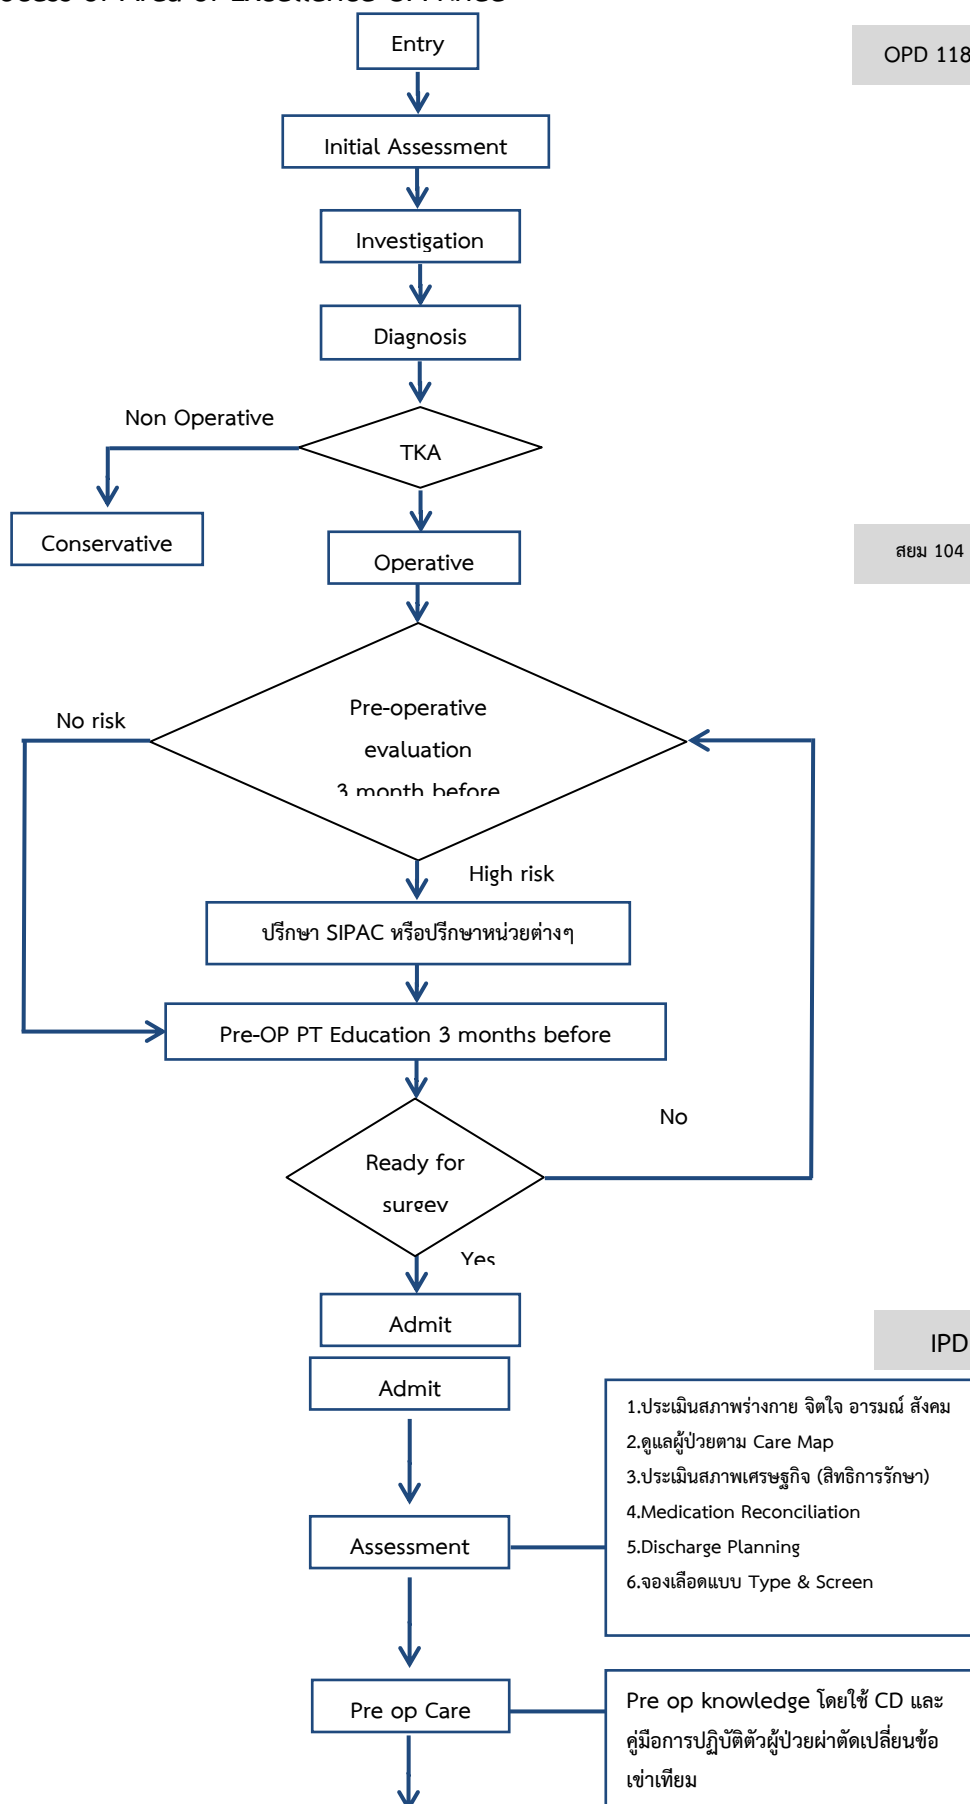 Entry
OPD 118
Initial Assessment
Investigation
Diagnosis
Non Operative
TKA
Conservative
Operative
สยม 104
Pre-operative
evaluation
3 month before
No risk
High risk
ปรึกษา SIPAC หรือปรึกษาหน่วยต่างๆ
Pre-OP PT Education 3 months before
No
Ready for
surgey
Yes
Admit
IPD
Admit
1.ประเมินสภาพร่างกาย จิตใจ อารมณ์ สังคม
2.ดูแลผู้ป่วยตาม Care Map
3.ประเมินสภาพเศรษฐกิจ (สิทธิการรักษา)
4.Medication Reconciliation
5.Discharge Planning
6.จองเลือดแบบ Type & Screen
Assessment
Pre op Care
Pre op knowledge โดยใช้ CD และ
คู่มือการปฏิบัติตัวผู้ป่วยผ่าตัดเปลี่ยนข้อ
เข่าเทียม